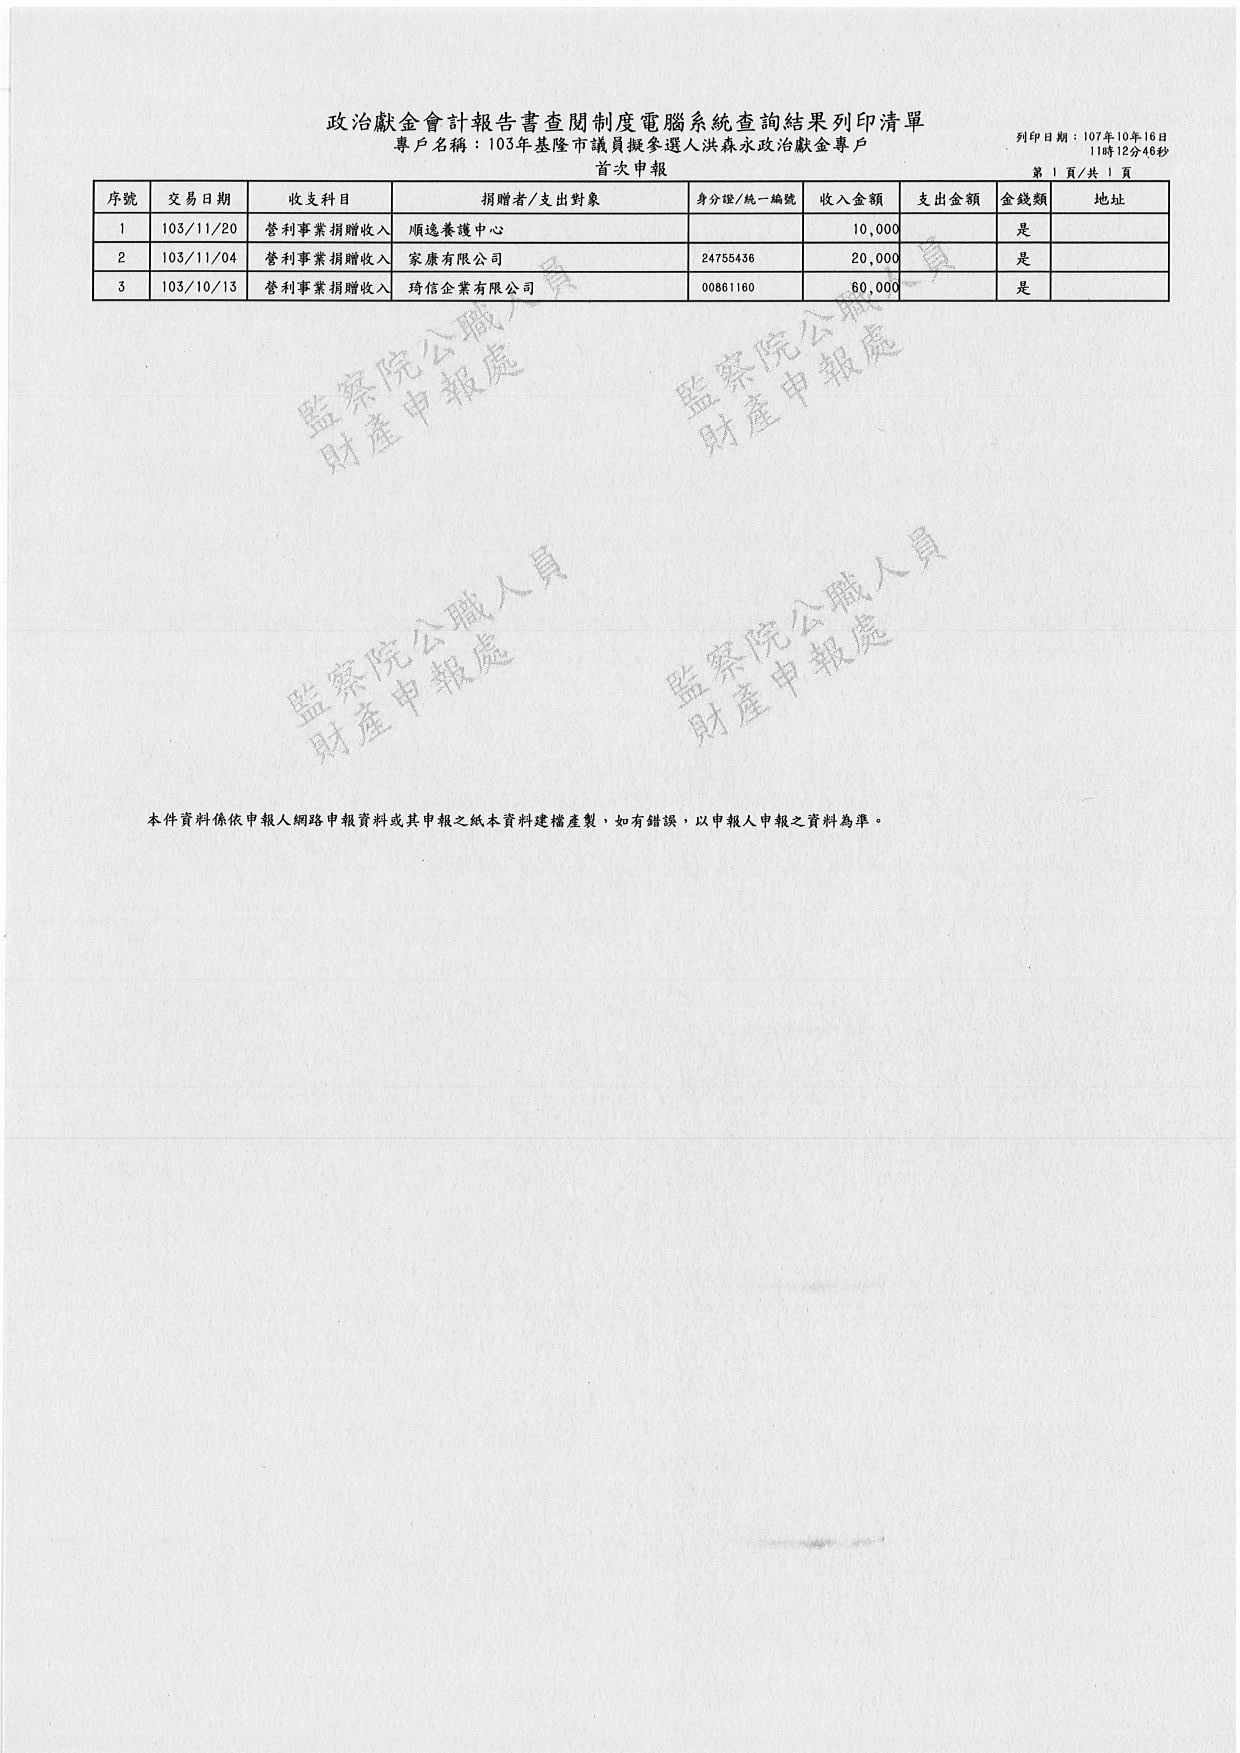 政治獻金會計報告書查閱制度電腦系統查詢結果列印清單
專戶名稱：103年基隆市議員擬參選人洪森永政治獻金專戶
首次申報
列印日期：107年10月16日
11時12分46秒
第 1 頁/共 1 頁
序號 交易日期 收支科目 捐贈者/支出對象 身分證/統一編號 收入金額 支出金額 金錢類 地址
1 103/11/20 營利事業捐贈收入 順逸養護中心 10,000 是
2 103/11/04 營利事業捐贈收入 家康有限公司 24755436 20,000 是
3 103/10/13 營利事業捐贈收入 琦信企業有限公司 00861160 60,000 是
監察院公職人員
財產申報處
監察院公職人員
財產申報處
監察院公職人員
財產申報處
監察院公職人員
財產申報處
本件資料係依申報人網路申報資料或其申報之紙本資料建檔產製，如有錯誤，以申報人申報之資料為準。